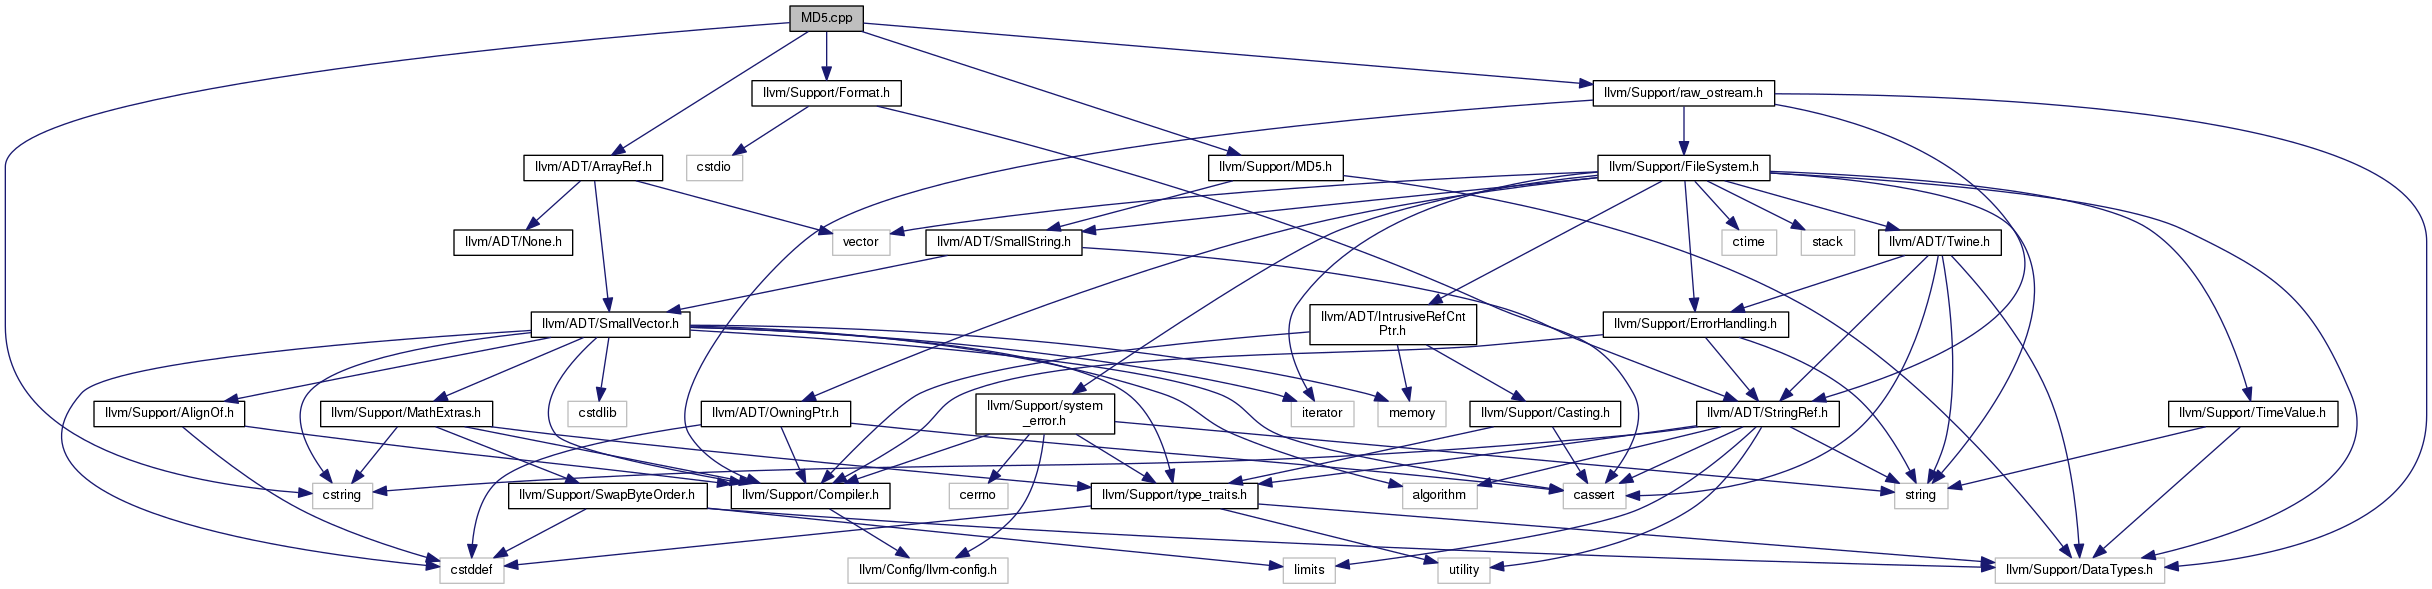 MD5.cpp
llvm/Support/Format.h
llvm/Support/raw_ostream.h
llvm/ADT/ArrayRef.h
cstdio
llvm/Support/MD5.h
llvm/Support/FileSystem.h
llvm/ADT/None.h
vector
llvm/ADT/SmallString.h
ctime
stack
llvm/ADT/Twine.h
llvm/ADT/SmallVector.h
llvm/ADT/IntrusiveRefCnt
Ptr.h
llvm/Support/ErrorHandling.h
llvm/Support/AlignOf.h
llvm/Support/MathExtras.h
cstdlib
llvm/ADT/OwningPtr.h
llvm/Support/system
_error.h
iterator
memory
llvm/Support/Casting.h
llvm/ADT/StringRef.h
llvm/Support/TimeValue.h
cstring
llvm/Support/SwapByteOrder.h
llvm/Support/Compiler.h
cerrno
llvm/Support/type_traits.h
algorithm
cassert
string
cstddef
llvm/Config/llvm-config.h
limits
utility
llvm/Support/DataTypes.h